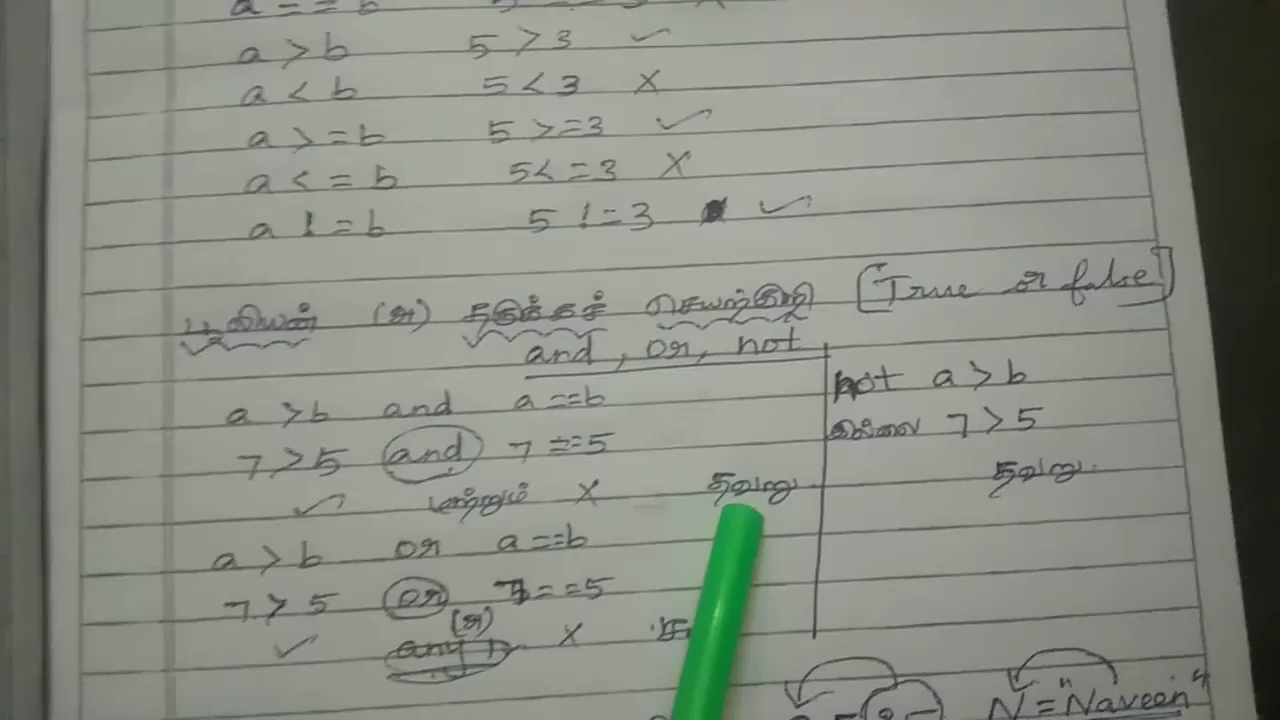 a == b
a > b 5 > 3 ✓
a < b 5 < 3 X
a > = b 5 > = 3 ✓
a < = b 5 < = 3 X
a ! = b 5 ! = 3 ✓
பூலியன் (அ) தருக்கச் செயற்குறி [True or false]
and, or, not
a > b and a == b
7 > 5 and 7 == 5
✓ மற்றும் X தவறு
a > b or a == b
7 > 5 or 7 == 5
✓ (அ) X
not a > b
இல்லை 7 > 5
தவறு
N = "Naveen"